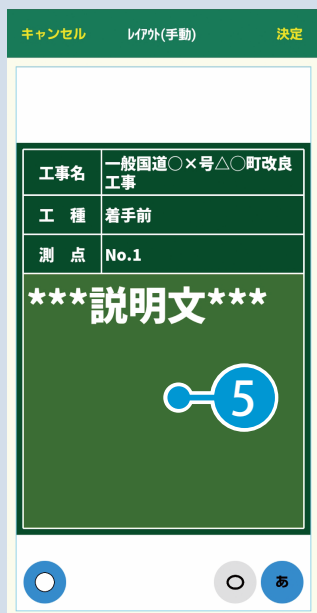 キャンセル ﾚｲｱｳﾄ(手動) 決定
工事名 一般国道○×号△○町改良
工事
工 種 着手前
測 点 No.1
***説明文***
5
あ